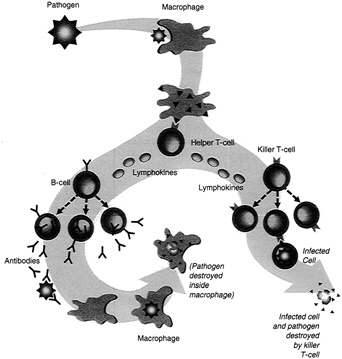 Pathogen
Macrophage
Helper T-cell
Killer T-cell
B-cell
Lymphokines
Lymphokines
Antibodies
Infected
Cell
(Pathogen
destroyed
inside
macrophage)
Macrophage
Infected cell
and pathogen
destroyed
by killer
T-cell